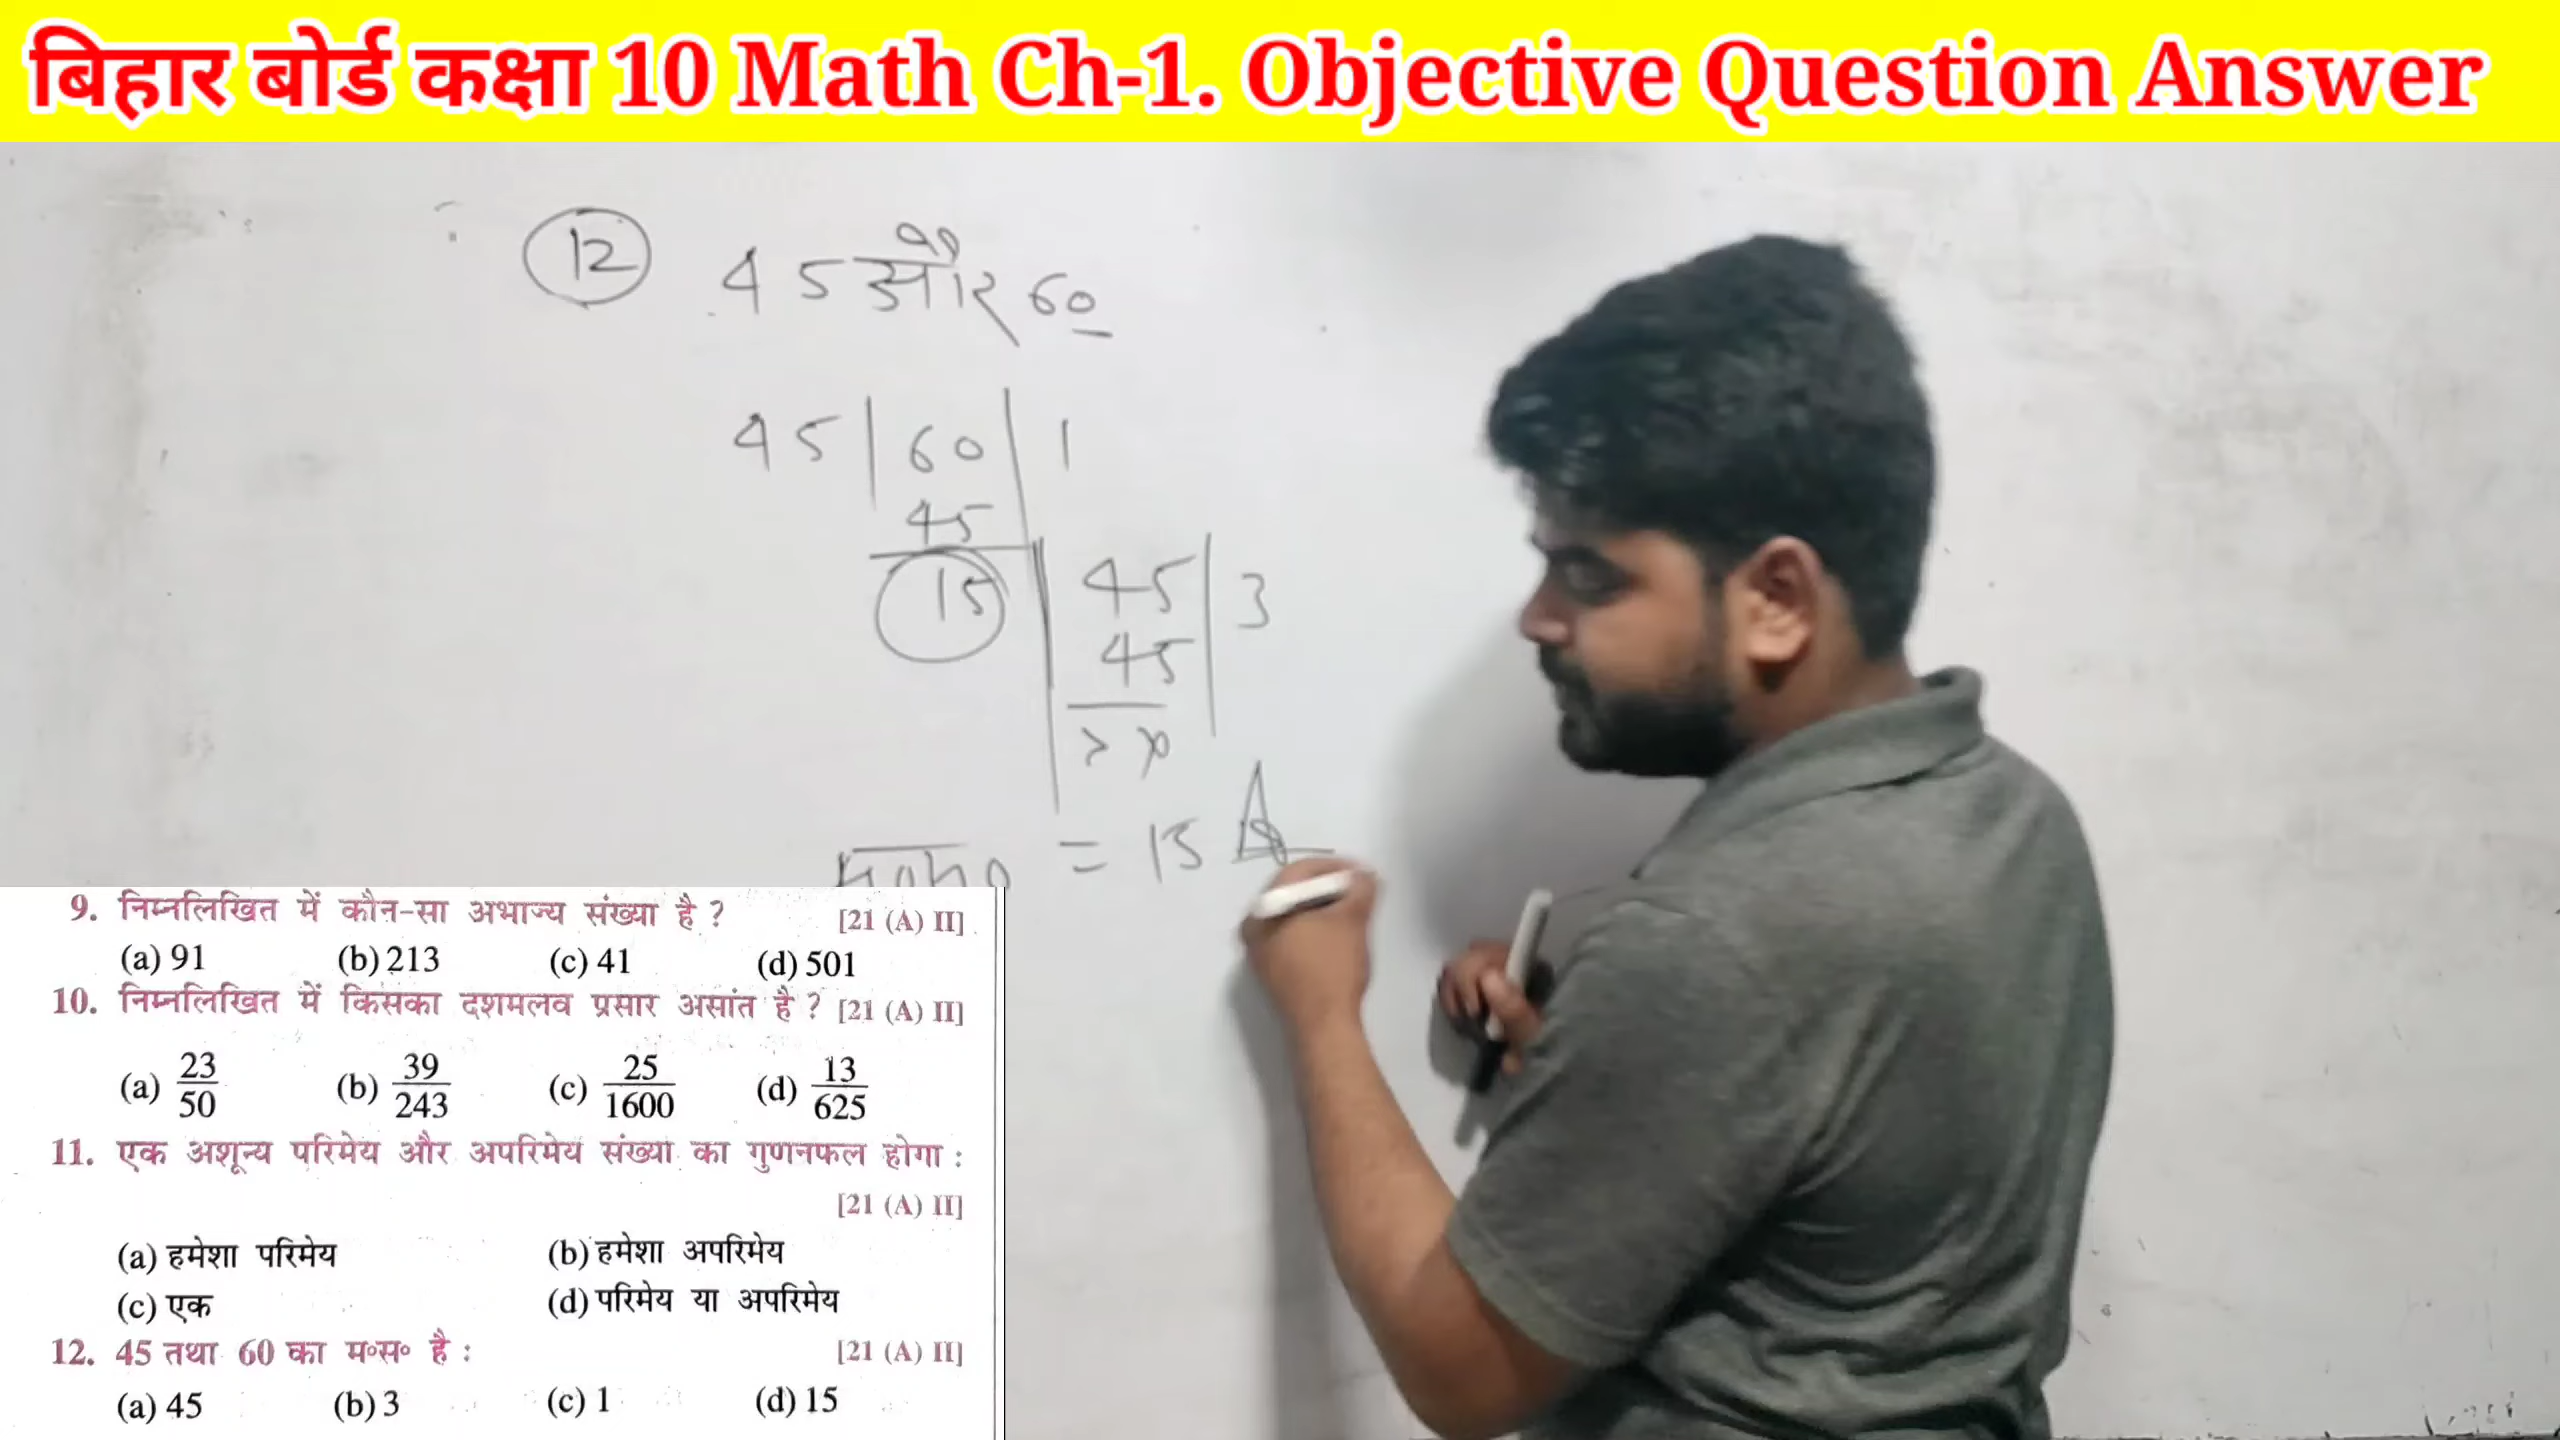 बिहार बोर्ड कक्षा 10 Math Ch-1. Objective Question Answer
12 45 और 60
45 | 60 | 1
45
15 | 45 | 3
45
= 15
9. निम्नलिखित में कौन-सा अभाज्य संख्या है ? [21 (A) II]
(a) 91 (b) 213 (c) 41 (d) 501
10. निम्नलिखित में किसका दशमलव प्रसार असांत है ? [21 (A) II]
(a) 23/50 (b) 39/243 (c) 25/1600 (d) 13/625
11. एक अशून्य परिमेय और अपरिमेय संख्या का गुणनफल होगा :
[21 (A) II]
(a) हमेशा परिमेय (b) हमेशा अपरिमेय
(c) एक (d) परिमेय या अपरिमेय
12. 45 तथा 60 का म॰स॰ है : [21 (A) II]
(a) 45 (b) 3 (c) 1 (d) 15